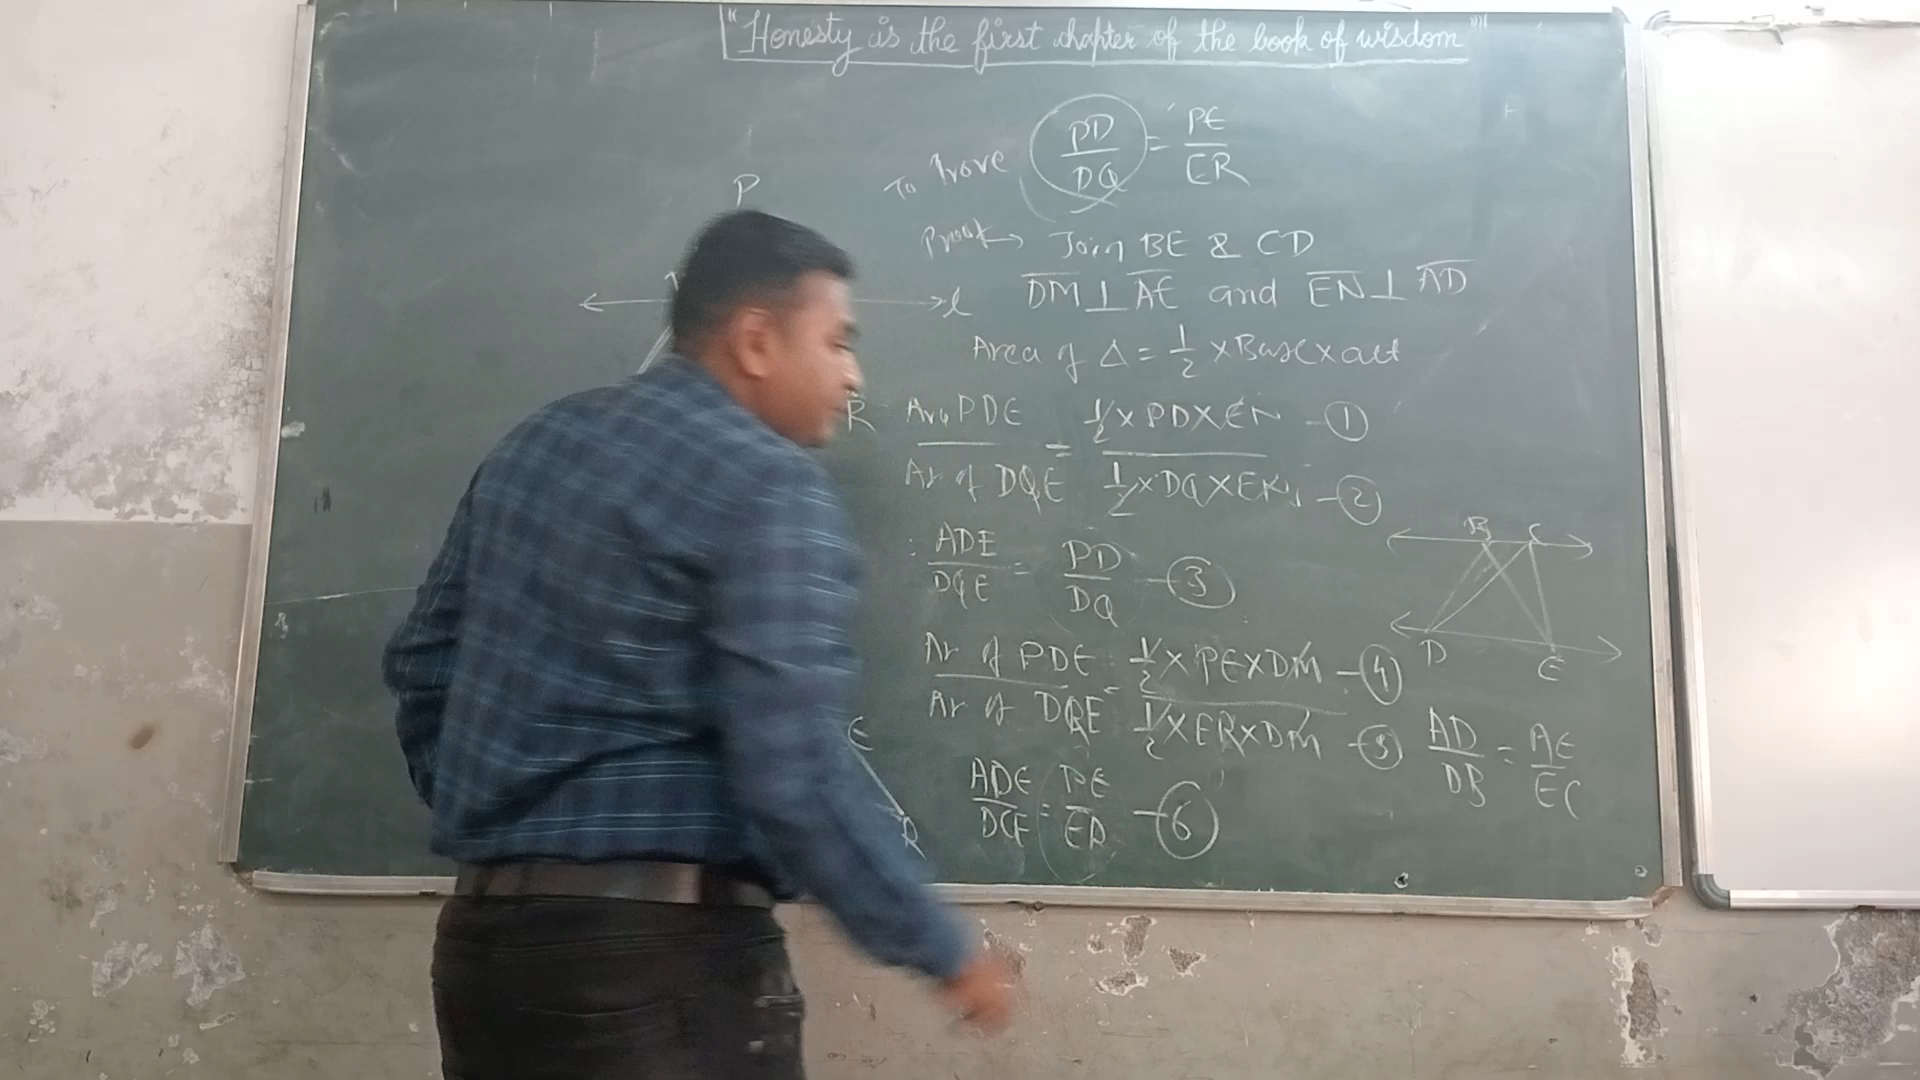 "Honesty is the first chapter of the book of wisdom"
P
To Prove PD/DQ = PE/ER
Proof → Join BE & CD
l
DM ⊥ AE and EN ⊥ AD
Area of Δ = 1/2 × Base × alt
R
Ar PDE / Ar of DQE = 1/2 × PD × EN - ① / 1/2 × DQ × EN - ②
∴ ADE / DQE = PD / DQ - ③
B C
D E
Ar of PDE / Ar of DQE = 1/2 × PE × DM - ④ / 1/2 × ER × DM - ⑤
AD/DB = AE/EC
E
R
ADE / = PE / ER - ⑥